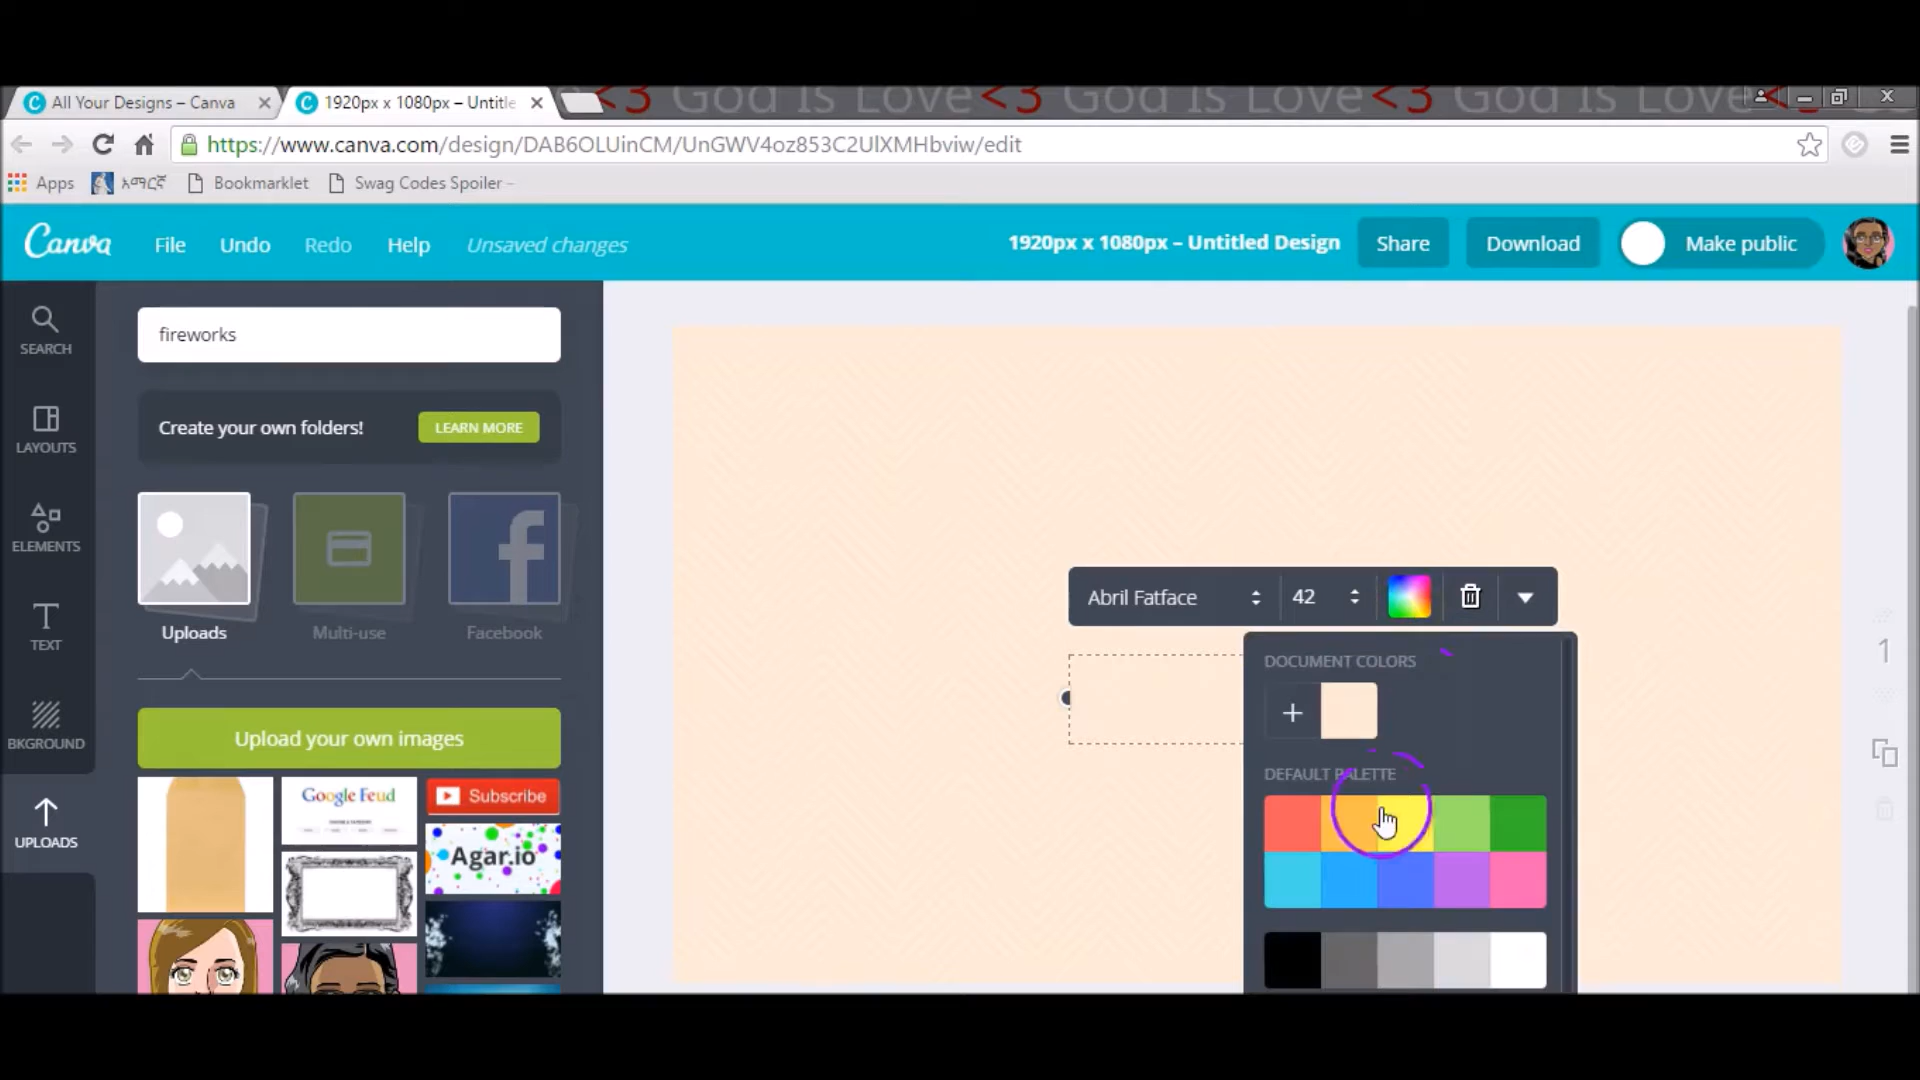 <3 God Is Love <3 God Is Love <3 God Is Love
All Your Designs – Canva
1920px x 1080px – Untitle
https://www.canva.com/design/DAB6OLUinCM/UnGWV4oz853C2UlXMHbviw/edit
Apps
አማርኛ
Bookmarklet
Swag Codes Spoiler –
Canva
File
Undo
Redo
Help
Unsaved changes
1920px x 1080px – Untitled Design
Share
Download
Make public
SEARCH
LAYOUTS
ELEMENTS
TEXT
BKGROUND
UPLOADS
fireworks
Create your own folders!
LEARN MORE
Uploads
Multi-use
Facebook
Upload your own images
Google Feud
Subscribe
Agar.io
Abril Fatface
42
DOCUMENT COLORS
+
DEFAULT PALETTE
1